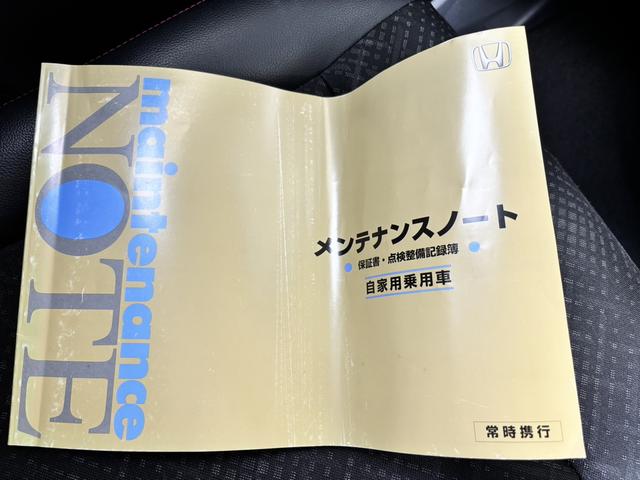 maintenance
NOTE
メンテナンスノート
保証書・点検整備記録簿
自家用乗用車
常時携行